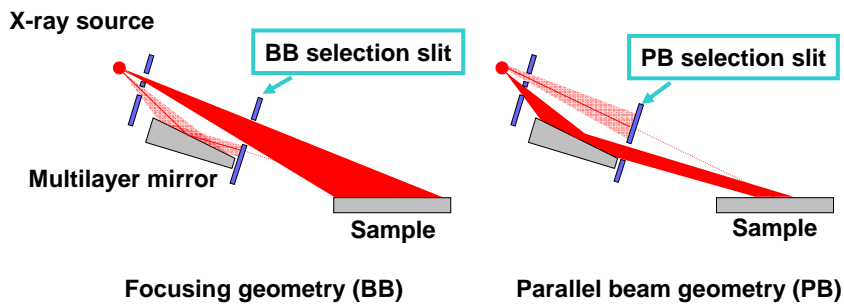 X-ray source
BB selection slit
Multilayer mirror
Sample
Focusing geometry (BB)
PB selection slit
Sample
Parallel beam geometry (PB)